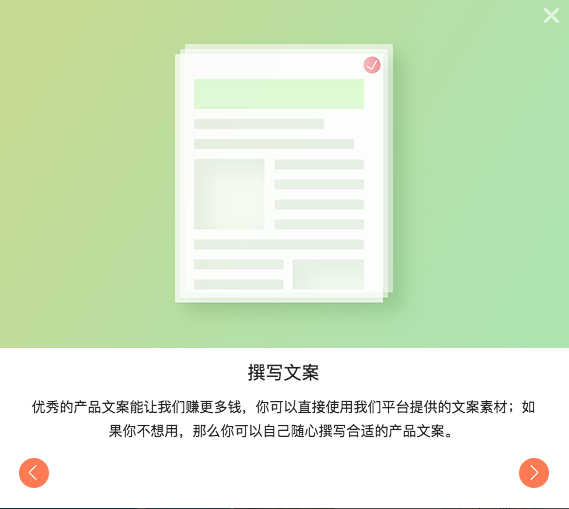 撰写文案
优秀的产品文案能让我们赚更多钱，你可以直接使用我们平台提供的文案素材；如
果你不想用，那么你可以自己随心撰写合适的产品文案。